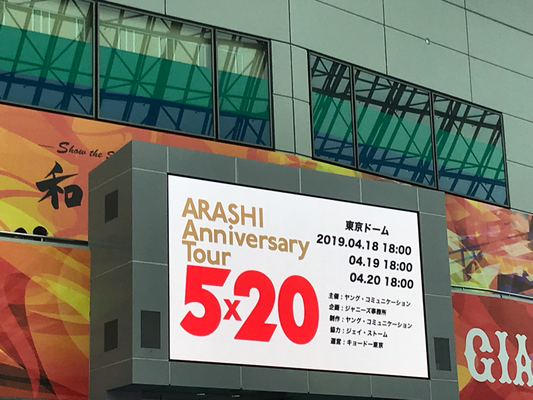 Show the S
和
ARASHI
Anniversary
Tour
5×20
東京ドーム
2019.04.18 18:00
04.19 18:00
04.20 18:00
主催：ヤング・コミュニケーション
企画：ジャニーズ事務所
制作：ヤング・コミュニケーション
協力：ジェイ・ストーム
運営：キョードー東京
GIA